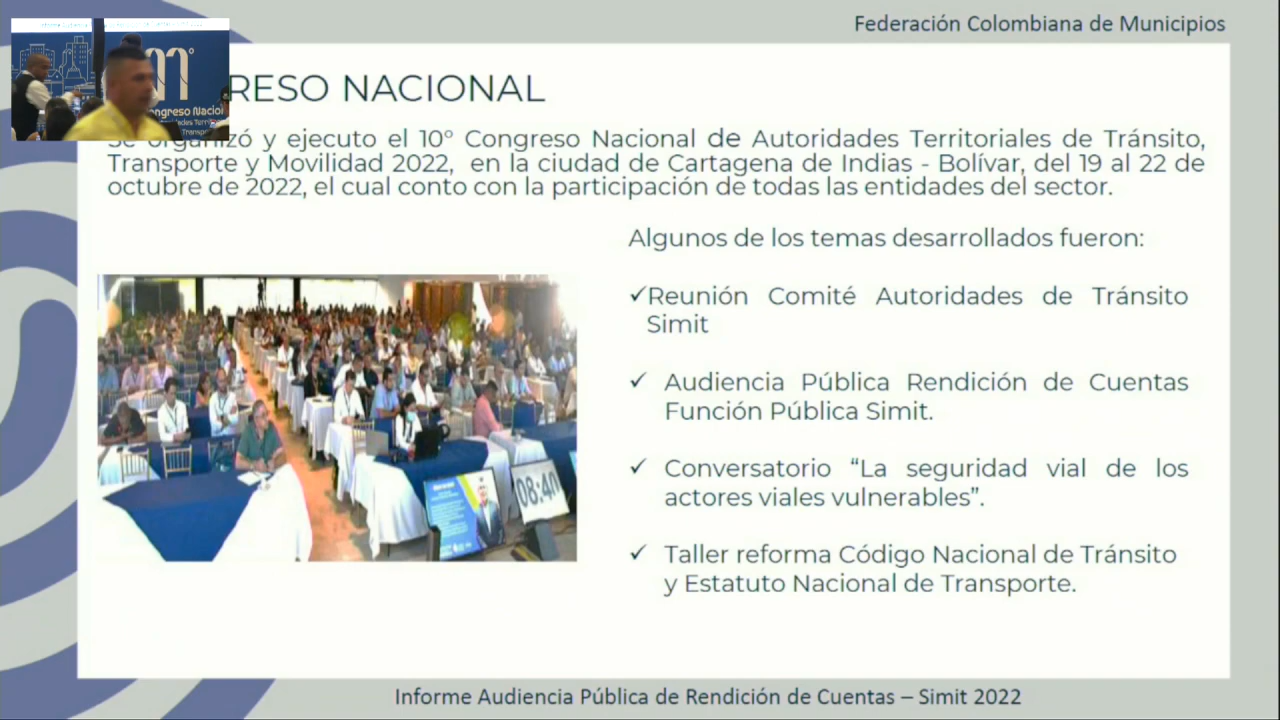 Federación Colombiana de Municipios
RESO NACIONAL
Se organizó y ejecuto el 10° Congreso Nacional de Autoridades Territoriales de Tránsito,
Transporte y Movilidad 2022, en la ciudad de Cartagena de Indias - Bolívar, del 19 al 22 de
octubre de 2022, el cual conto con la participación de todas las entidades del sector.
Algunos de los temas desarrollados fueron:
✓Reunión Comité Autoridades de Tránsito
Simit
✓ Audiencia Pública Rendición de Cuentas
Función Pública Simit.
✓ Conversatorio “La seguridad vial de los
actores viales vulnerables”.
✓ Taller reforma Código Nacional de Tránsito
y Estatuto Nacional de Transporte.
08:40
Informe Audiencia Pública de Rendición de Cuentas – Simit 2022